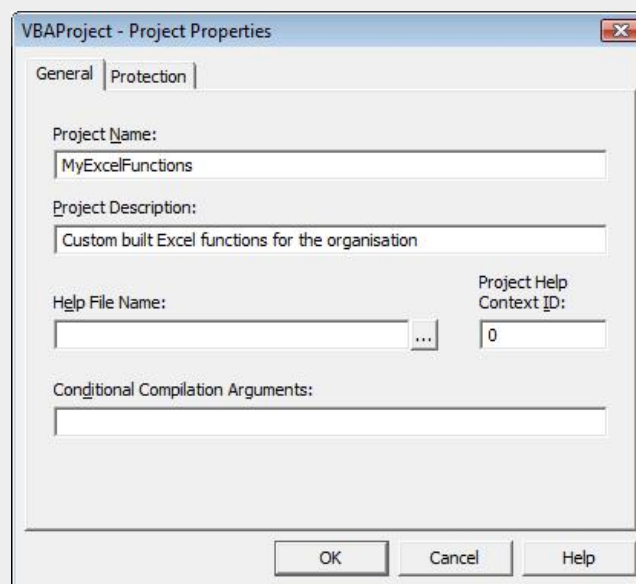 VBAProject - Project Properties
General Protection
Project Name:
MyExcelFunctions
Project Description:
Custom built Excel functions for the organisation
Help File Name:
Project Help
Context ID:
...
0
Conditional Compilation Arguments:
OK Cancel Help